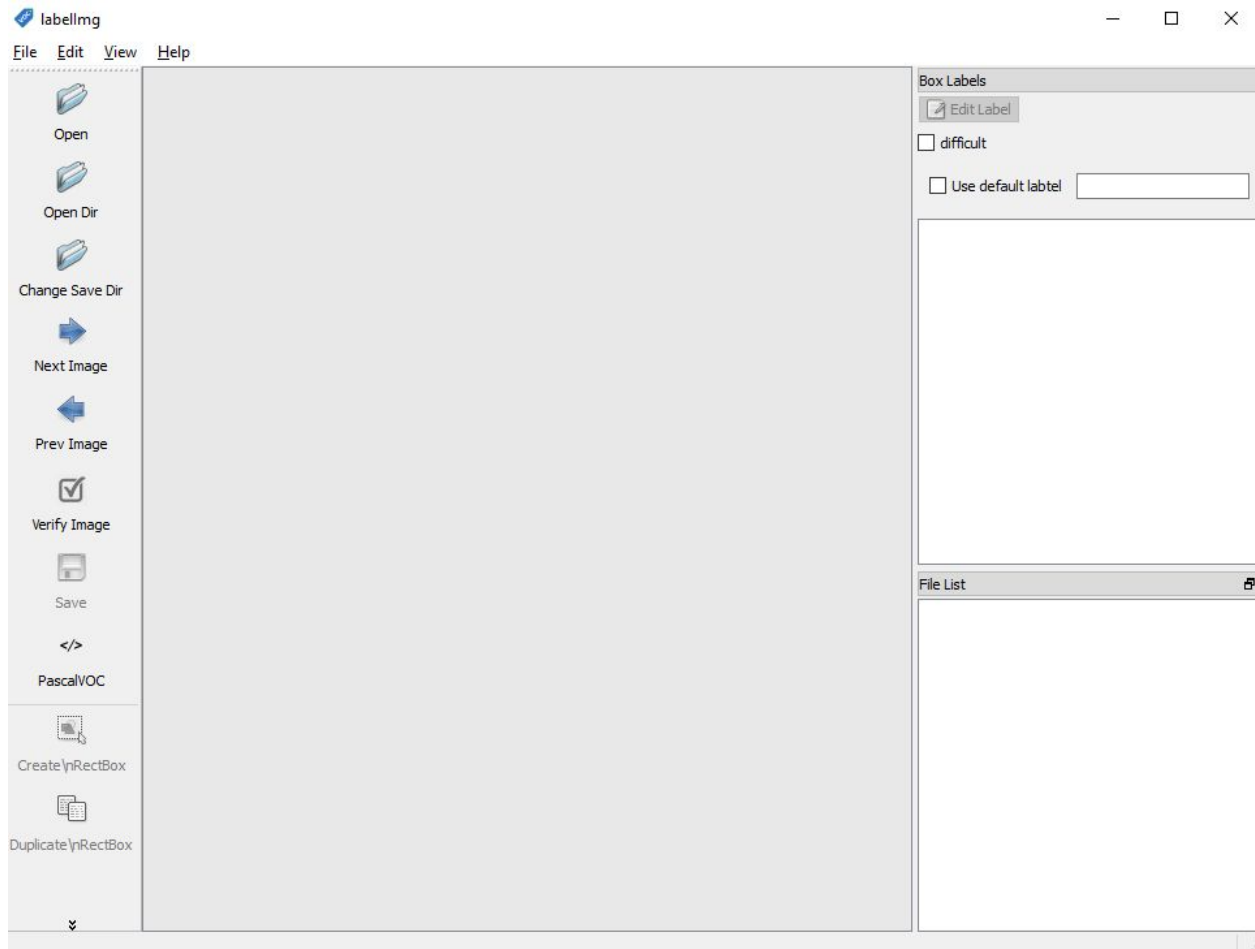 labelImg
File Edit View Help
Open
Open Dir
Change Save Dir
Next Image
Prev Image
Verify Image
Save
</>
PascalVOC
Create\nRectBox
Duplicate\nRectBox
Box Labels
Edit Label
difficult
Use default labtel
File List